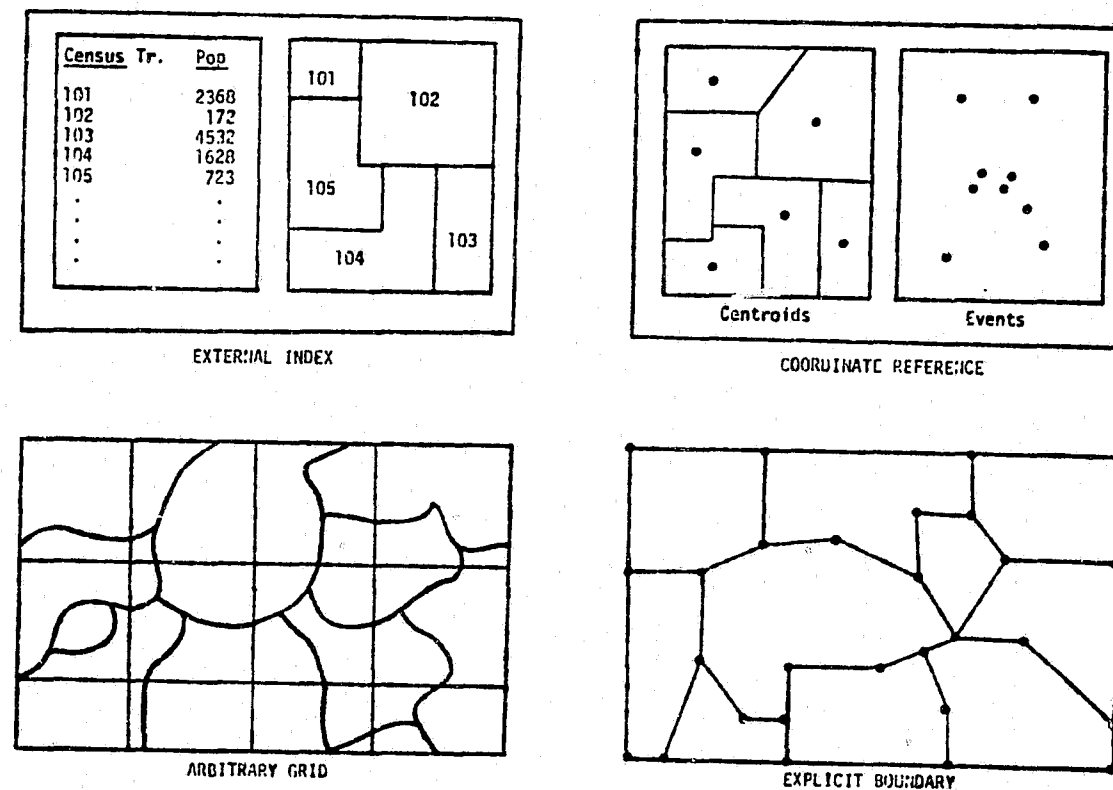 Census Tr. Pop
101 2368
102 172
103 4532
104 1628
105 723
101
102
105
103
104
EXTERNAL INDEX
Centroids
Events
COORDINATE REFERENCE
ARBITRARY GRID
EXPLICIT BOUNDARY